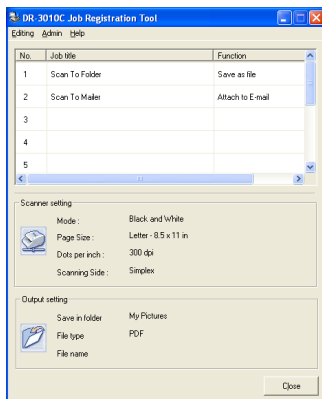 DR-3010C Job Registration Tool
Editing Admin Help
No. Job title Function
1 Scan To Folder Save as file
2 Scan To Mailer Attach to E-mail
3
4
5
Scanner setting
Mode : Black and White
Page Size : Letter - 8.5 x 11 in
Dots per inch : 300 dpi
Scanning Side : Simplex
Output setting
Save in folder My Pictures
File type PDF
File name
Close